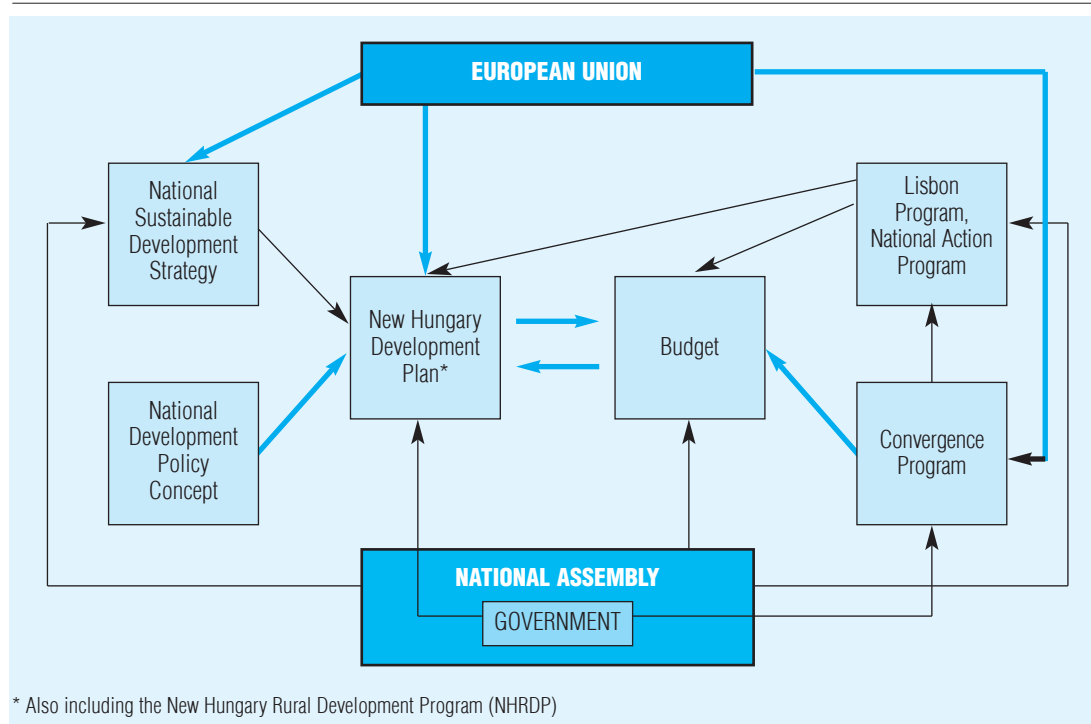 EUROPEAN UNION
National
Sustainable
Development
Strategy
Lisbon
Program,
National Action
Program
New Hungary
Development
Plan*
Budget
National
Development
Policy
Concept
Convergence
Program
NATIONAL ASSEMBLY
GOVERNMENT
* Also including the New Hungary Rural Development Program (NHRDP)